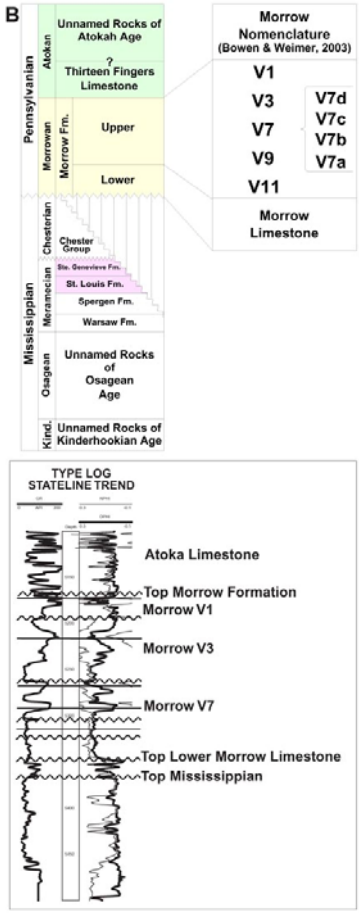 B
Pennsylvanian
Atokan
Unnamed Rocks of
Atokah Age
?
Thirteen Fingers
Limestone
Morrowan
Morrow Fm.
Upper
Lower
Mississippian
Chesterian
Chester
Group
Meramecian
Ste. Genevieve Fm.
St. Louis Fm.
Spergen Fm.
Warsaw Fm.
Osagean
Unnamed Rocks
of
Osagean
Age
Kind.
Unnamed Rocks of
Kinderhookian Age
Morrow
Nomenclature
(Bowen & Weimer, 2003)
V1
V3
V7
V9
V11
V7d
V7c
V7b
V7a
Morrow
Limestone
TYPE LOG
STATELINE TREND
Depth
Atoka Limestone
Top Morrow Formation
Morrow V1
Morrow V3
Morrow V7
Top Lower Morrow Limestone
Top Mississippian